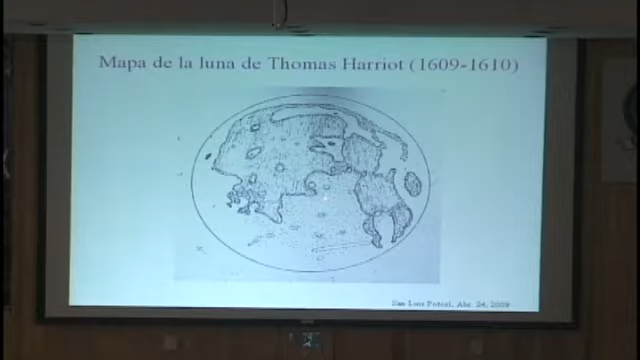 Mapa de la luna de Thomas Harriot (1609-1610)
San Luis Potosí, Abr. 24, 2009